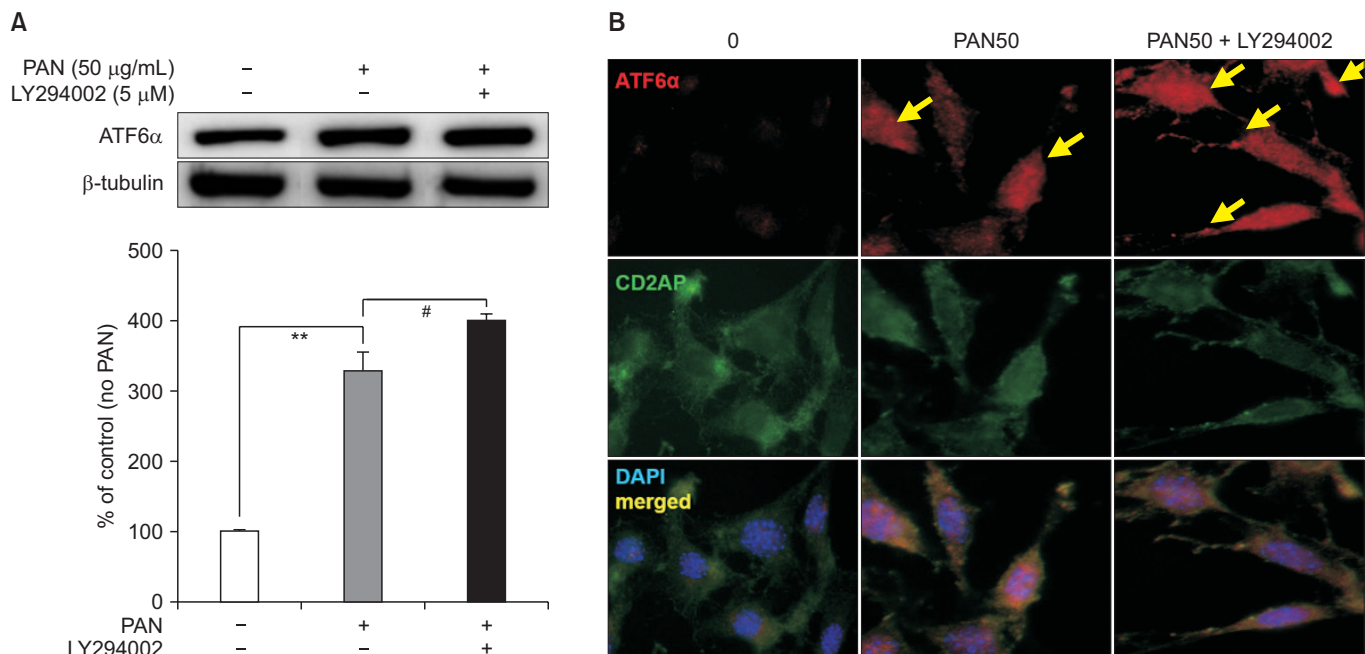 A
PAN (50 μg/mL) – + +
LY294002 (5 μM) – – +
ATF6α
β-tubulin
% of control (no PAN)
500
400
300
200
100
0
**
#
PAN – + +
LY294002 – – +
B
0 PAN50 PAN50 + LY294002
ATF6α
CD2AP
DAPI
merged